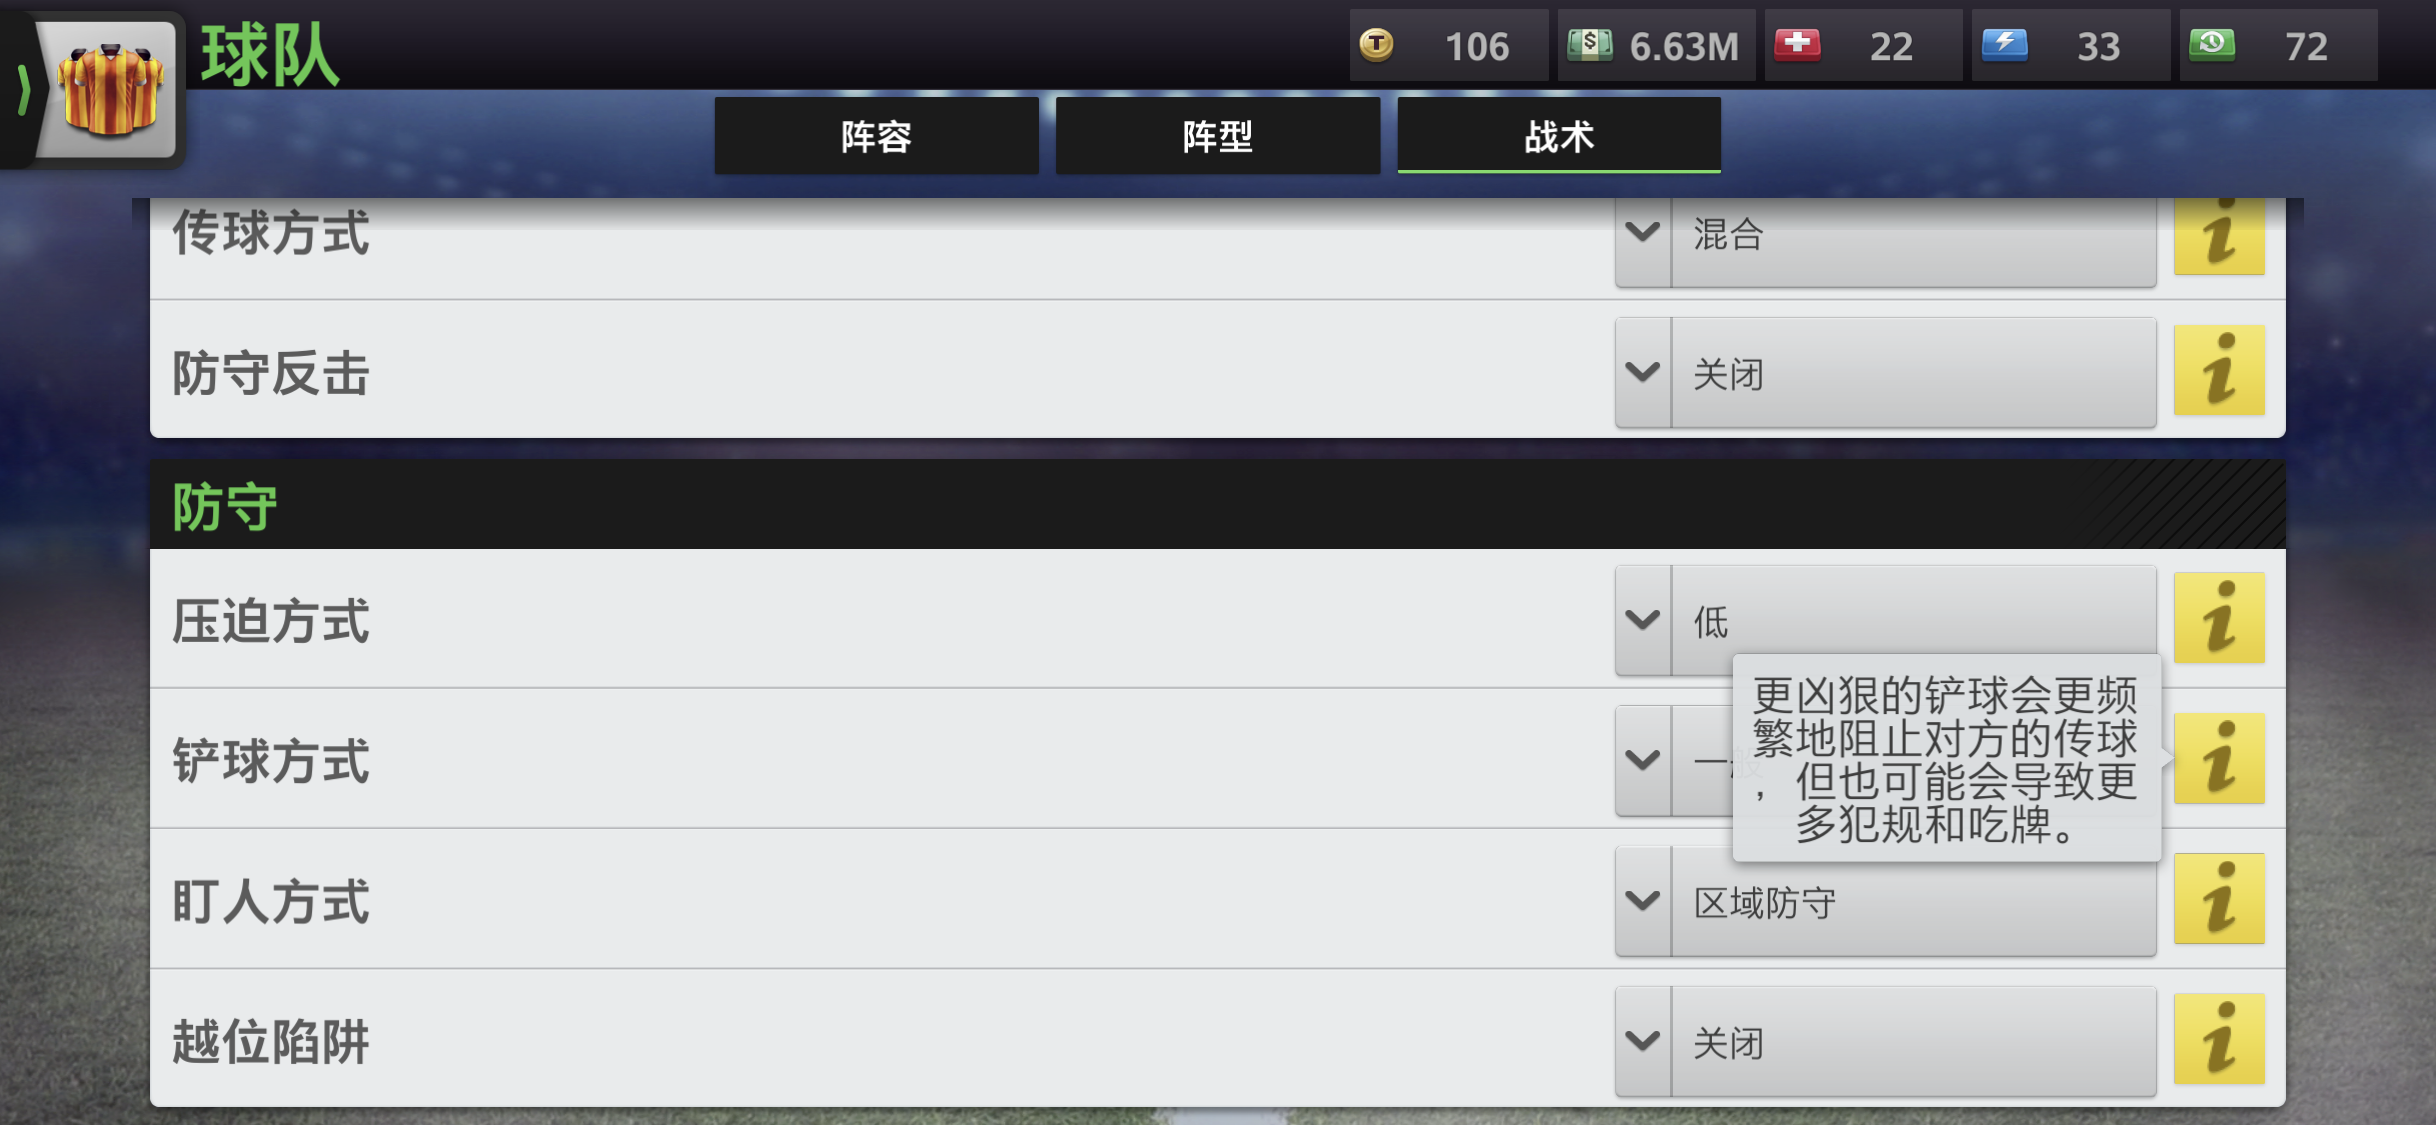 球队
106
6.63M
22
33
72
阵容
阵型
战术
传球方式
混合
防守反击
关闭
防守
压迫方式
低
铲球方式
一般
更凶狠的铲球会更频
繁地阻止对方的传球
，但也可能会导致更
多犯规和吃牌。
盯人方式
区域防守
越位陷阱
关闭